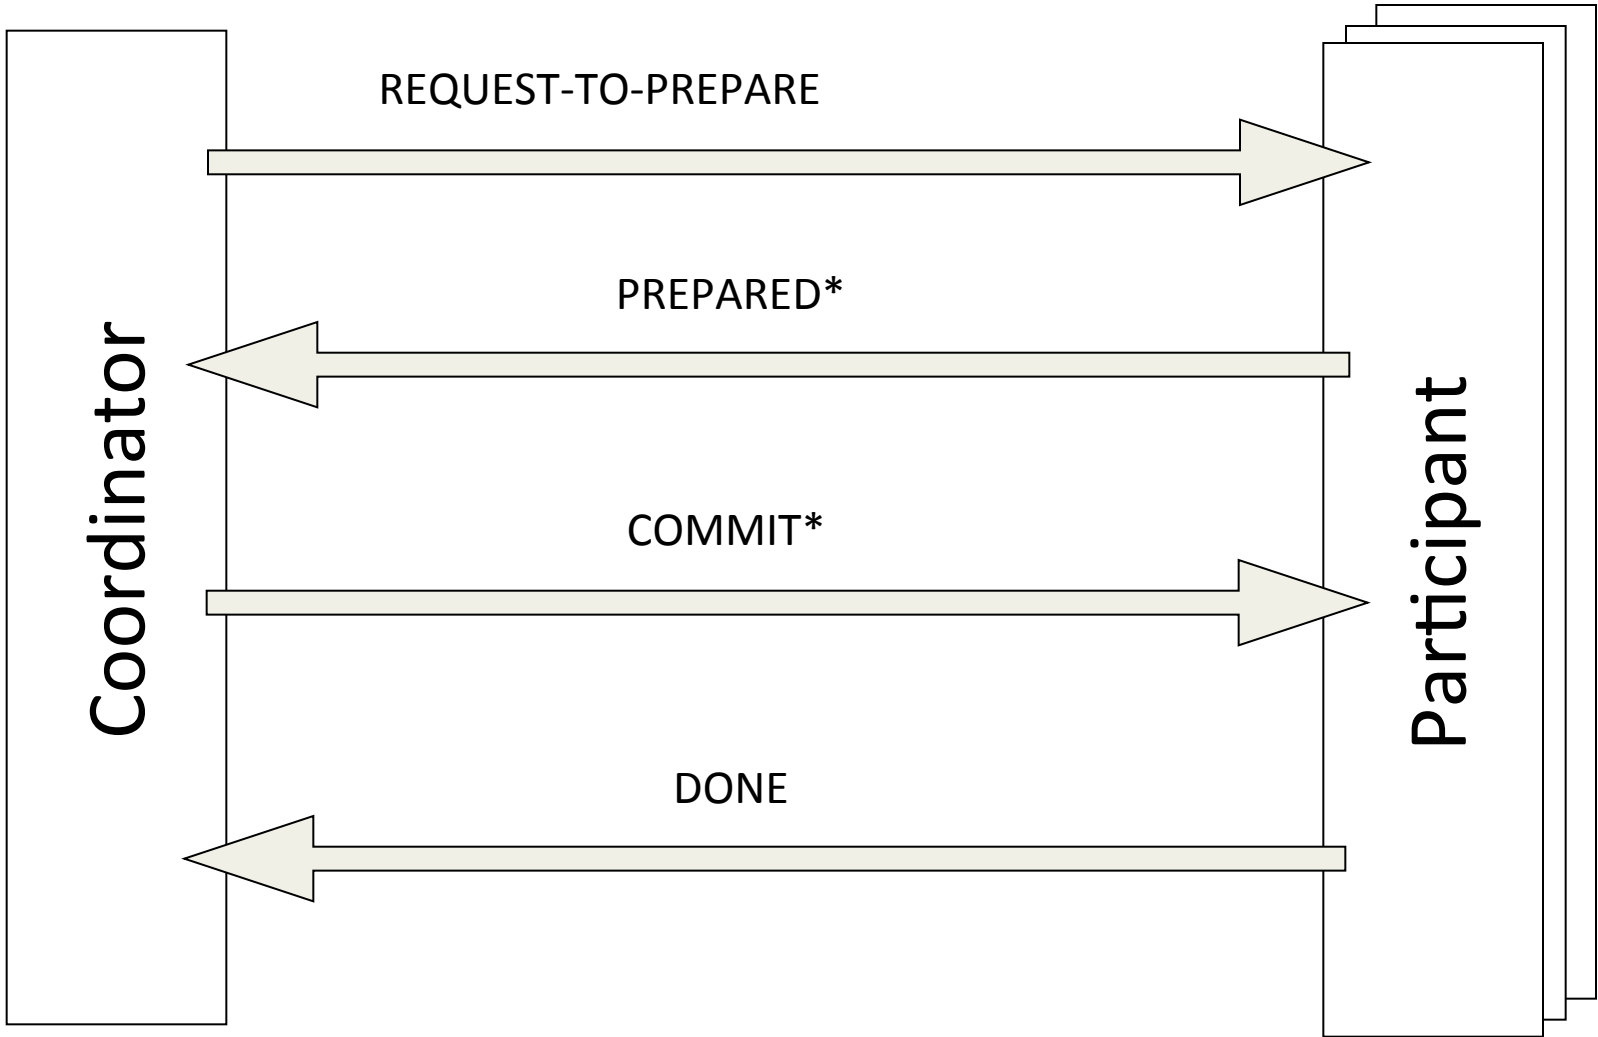 REQUEST-TO-PREPARE
PREPARED*
COMMIT*
DONE
Coordinator
Participant